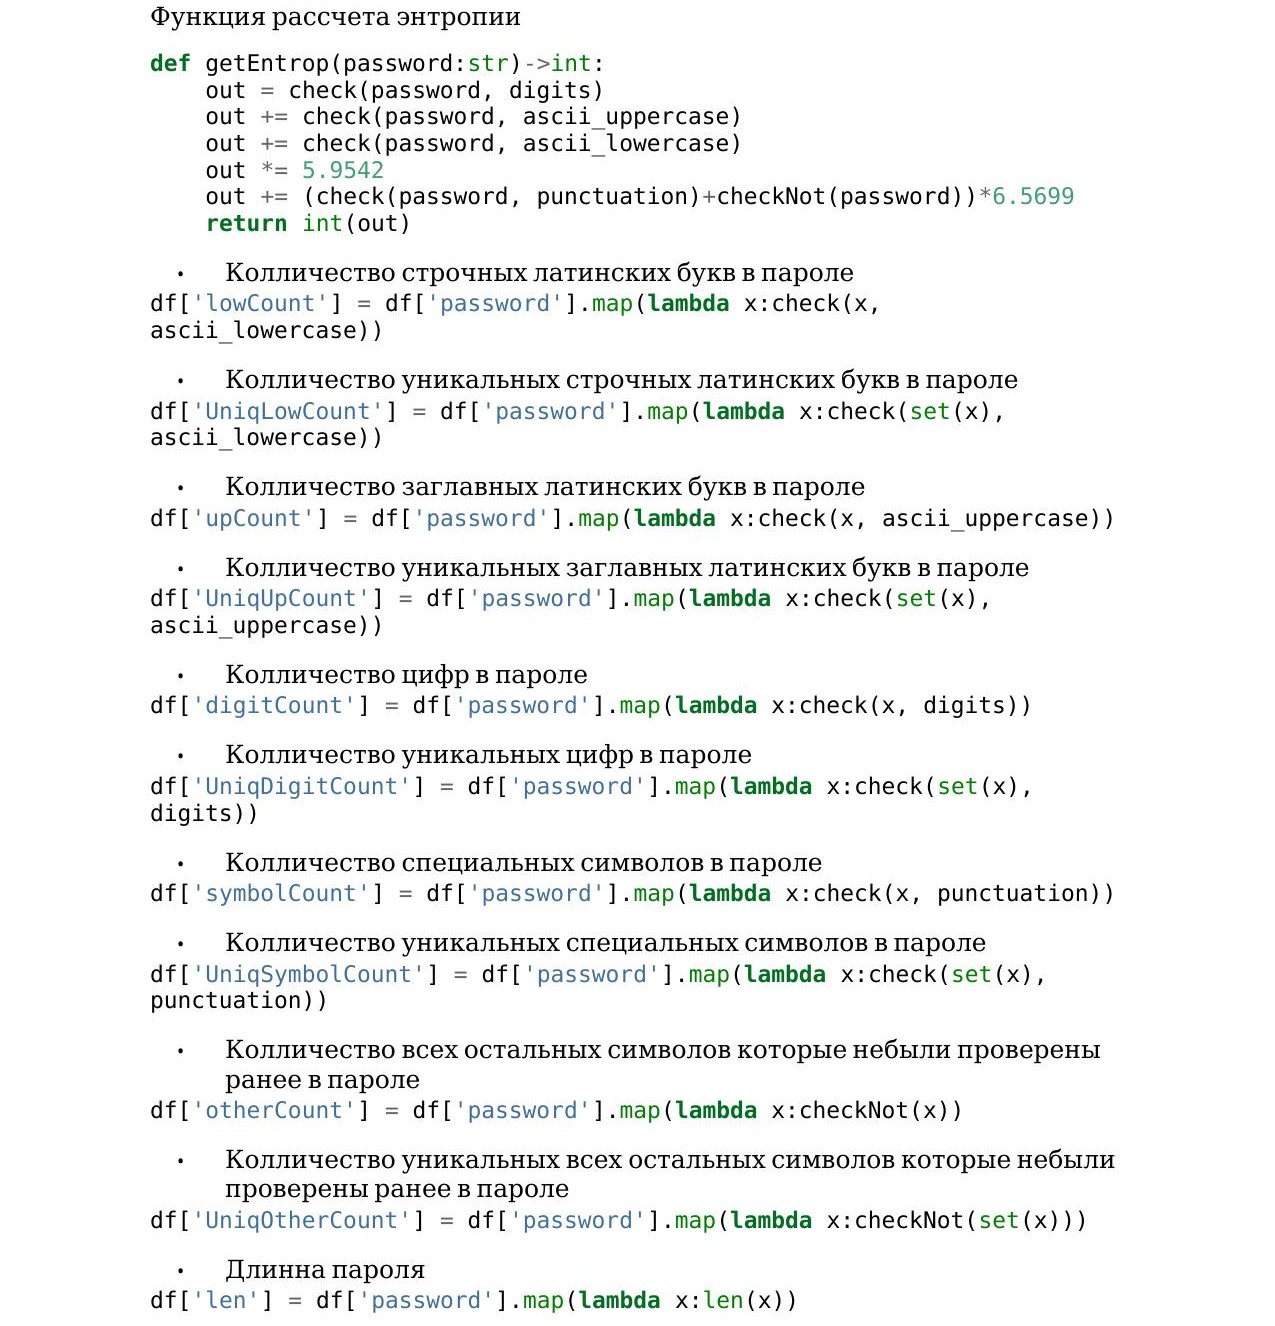 Функция рассчета энтропии
def getEntrop(password:str)->int:
    out = check(password, digits)
    out += check(password, ascii_uppercase)
    out += check(password, ascii_lowercase)
    out *= 5.9542
    out += (check(password, punctuation)+checkNot(password))*6.5699
    return int(out)
• Колличество строчных латинских букв в пароле
df['lowCount'] = df['password'].map(lambda x:check(x,
ascii_lowercase))
• Колличество уникальных строчных латинских букв в пароле
df['UniqLowCount'] = df['password'].map(lambda x:check(set(x),
ascii_lowercase))
• Колличество заглавных латинских букв в пароле
df['upCount'] = df['password'].map(lambda x:check(x, ascii_uppercase))
• Колличество уникальных заглавных латинских букв в пароле
df['UniqUpCount'] = df['password'].map(lambda x:check(set(x),
ascii_uppercase))
• Колличество цифр в пароле
df['digitCount'] = df['password'].map(lambda x:check(x, digits))
• Колличество уникальных цифр в пароле
df['UniqDigitCount'] = df['password'].map(lambda x:check(set(x),
digits))
• Колличество специальных символов в пароле
df['symbolCount'] = df['password'].map(lambda x:check(x, punctuation))
• Колличество уникальных специальных символов в пароле
df['UniqSymbolCount'] = df['password'].map(lambda x:check(set(x),
punctuation))
• Колличество всех остальных символов которые небыли проверены
ранее в пароле
df['otherCount'] = df['password'].map(lambda x:checkNot(x))
• Колличество уникальных всех остальных символов которые небыли
проверены ранее в пароле
df['UniqOtherCount'] = df['password'].map(lambda x:checkNot(set(x)))
• Длинна пароля
df['len'] = df['password'].map(lambda x:len(x))